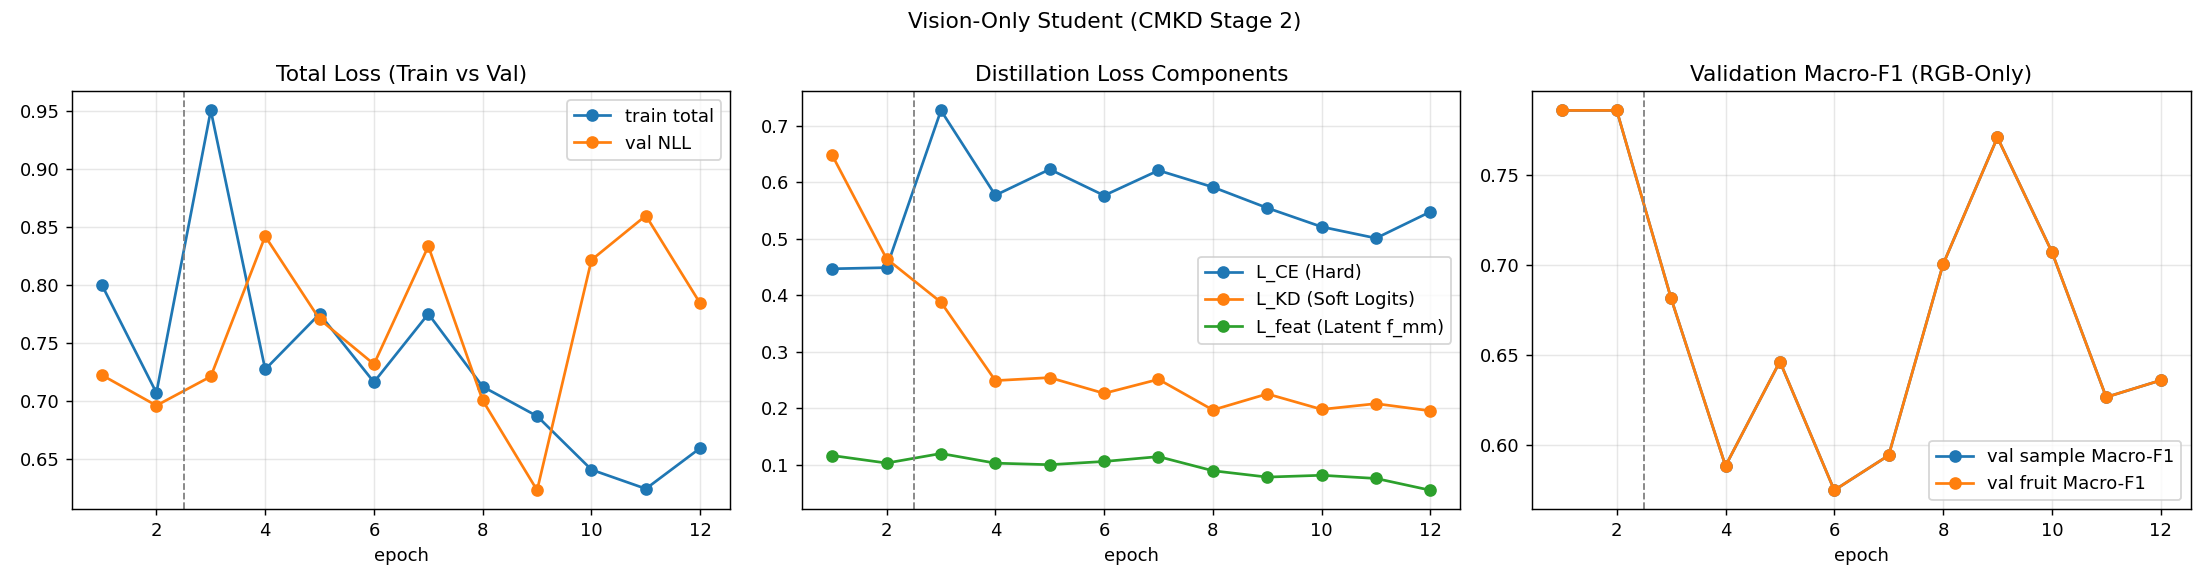 Vision-Only Student (CMKD Stage 2)
Total Loss (Train vs Val)
train total
val NLL
0.95
0.90
0.85
0.80
0.75
0.70
0.65
2 4 6 8 10 12
epoch
Distillation Loss Components
0.7
0.6
0.5
0.4
0.3
0.2
0.1
L_CE (Hard)
L_KD (Soft Logits)
L_feat (Latent f_mm)
2 4 6 8 10 12
epoch
Validation Macro-F1 (RGB-Only)
0.75
0.70
0.65
0.60
val sample Macro-F1
val fruit Macro-F1
2 4 6 8 10 12
epoch